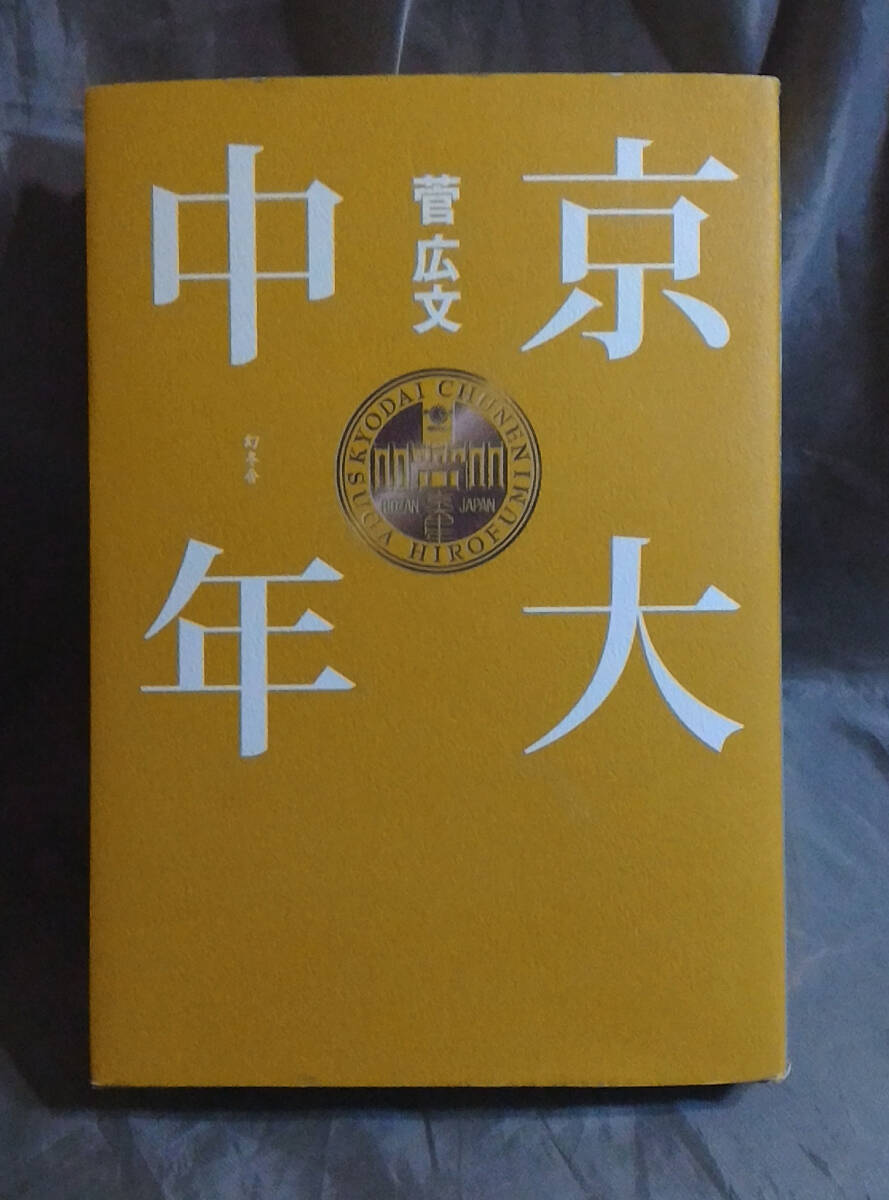 京大
中年
菅広文
幻冬舎
KYODAI CHUNEN
SUGA HIROFUMI
ROZAN
JAPAN